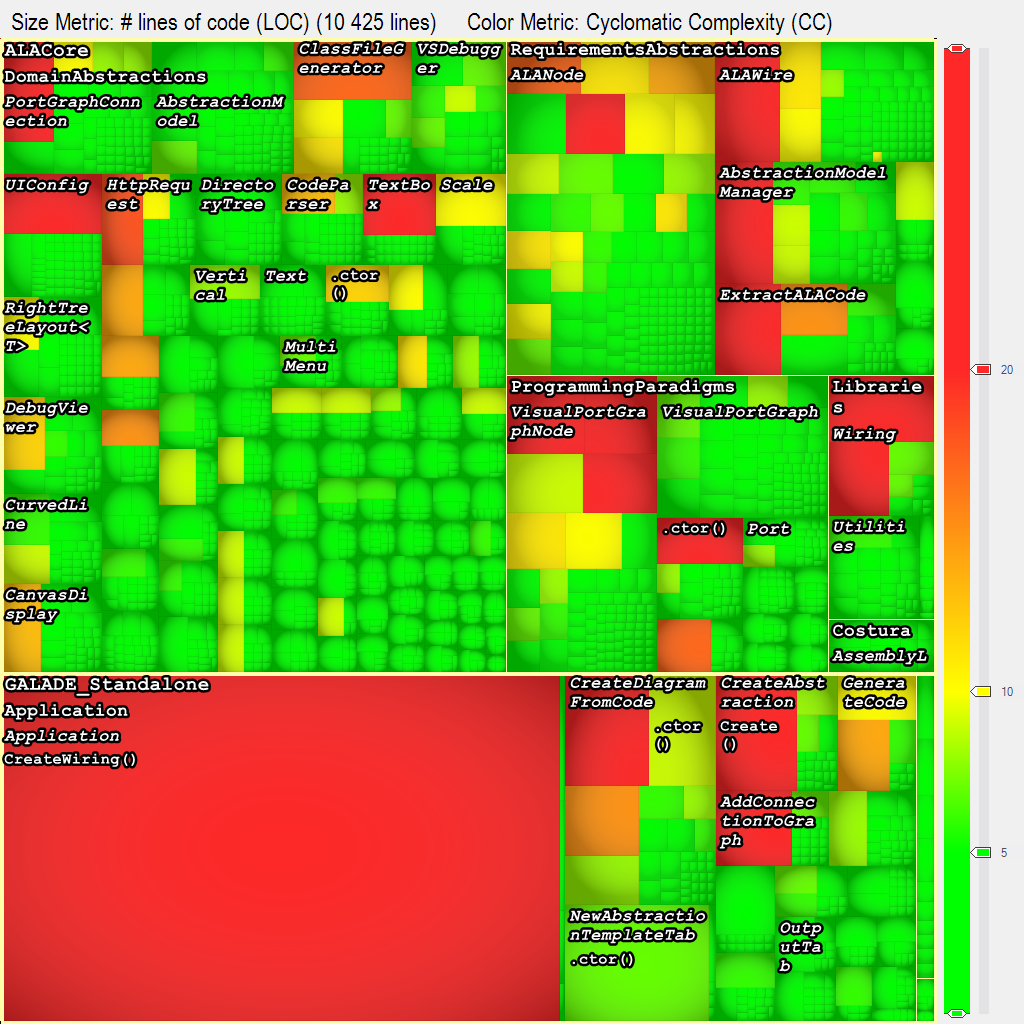 Size Metric: # lines of code (LOC) (10 425 lines) Color Metric: Cyclomatic Complexity (CC)
ALACore
DomainAbstractions
PortGraphConn
ection
AbstractionM
odel
ClassFileG
enerator
VSDebugg
er
RequirementsAbstractions
ALANode
ALAWire
AbstractionModel
Manager
ExtractALACode
UIConfig
HttpRequ
est
Directo
ryTree
CodePa
rser
TextBo
x
Scale
Verti
cal
Text
.ctor
()
RightTre
eLayout<
T>
Multi
Menu
DebugVie
wer
CurvedLi
ne
CanvasDi
splay
ProgrammingParadigms
VisualPortGra
phNode
VisualPortGraph
.ctor()
Port
Librarie
s
Wiring
Utiliti
es
Costura
AssemblyL
20
10
5
GALADE_Standalone
Application
Application
CreateWiring()
CreateDiagram
FromCode
.ctor
()
CreateAbst
raction
Create
()
Genera
teCode
AddConnec
tionToGra
ph
NewAbstractio
nTemplateTab
.ctor()
Outp
utTa
b